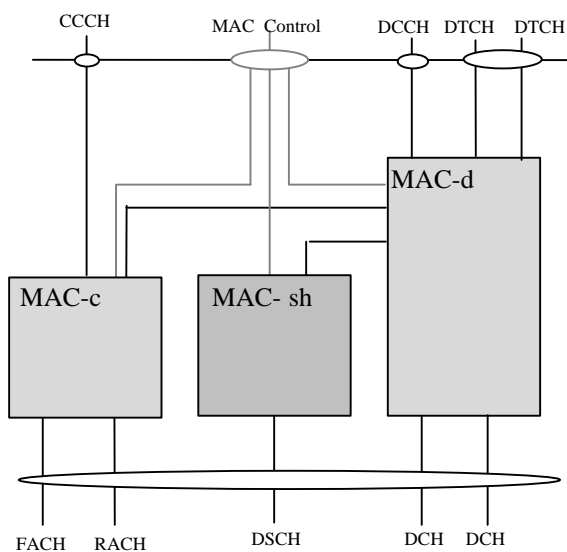 CCCH
MAC Control
DCCH
DTCH
DTCH
MAC-d
MAC-c
MAC- sh
FACH
RACH
DSCH
DCH
DCH